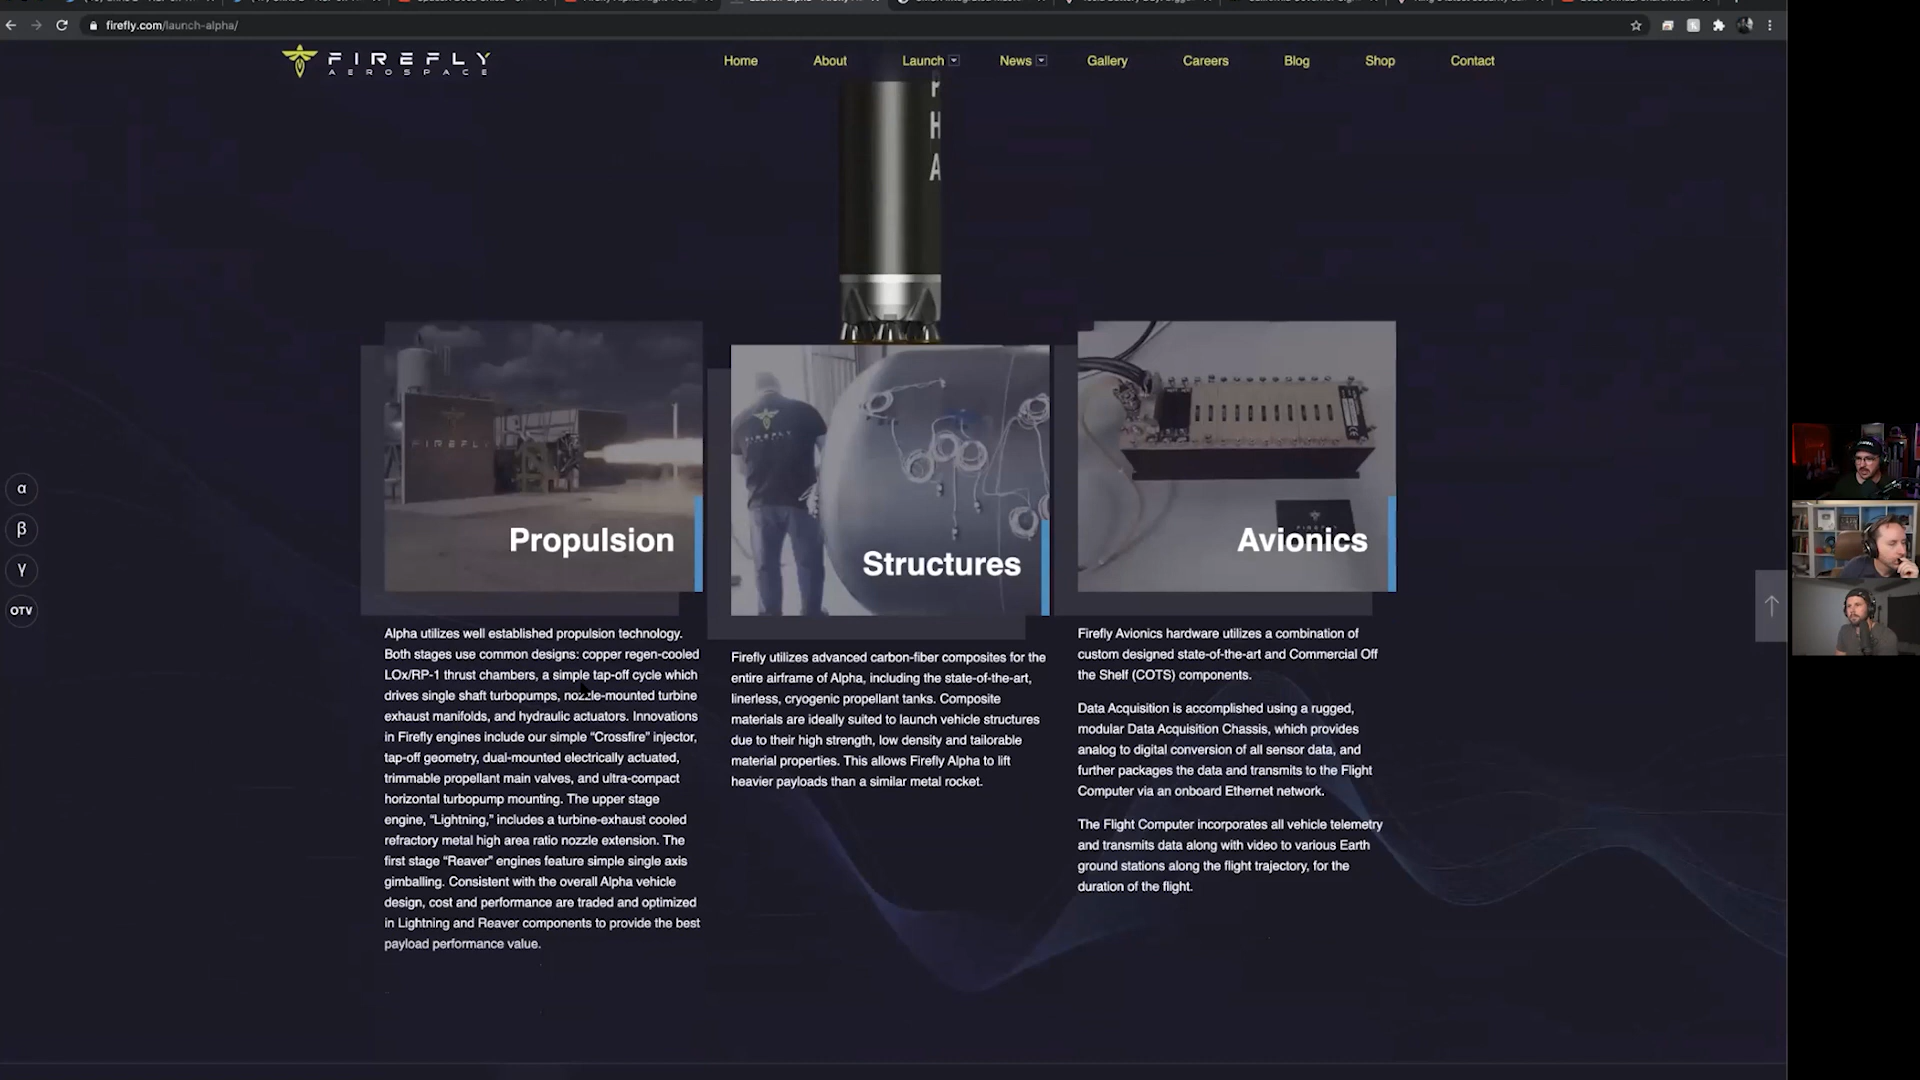 firefly.com/launch-alpha/
FIREFLY
AEROSPACE
Home About Launch News Gallery Careers Blog Shop Contact
P
H
A
FIREFLY
Propulsion
Structures
Avionics
α
β
γ
OTV
Alpha utilizes well established propulsion technology.
Both stages use common designs: copper regen-cooled
LOx/RP-1 thrust chambers, a simple tap-off cycle which
drives single shaft turbopumps, nozzle-mounted turbine
exhaust manifolds, and hydraulic actuators. Innovations
in Firefly engines include our simple “Crossfire” injector,
tap-off geometry, dual-mounted electrically actuated,
trimmable propellant main valves, and ultra-compact
horizontal turbopump mounting. The upper stage
engine, “Lightning,” includes a turbine-exhaust cooled
refractory metal high area ratio nozzle extension. The
first stage “Reaver” engines feature simple single axis
gimballing. Consistent with the overall Alpha vehicle
design, cost and performance are traded and optimized
in Lightning and Reaver components to provide the best
payload performance value.
Firefly utilizes advanced carbon-fiber composites for the
entire airframe of Alpha, including the state-of-the-art,
linerless, cryogenic propellant tanks. Composite
materials are ideally suited to launch vehicle structures
due to their high strength, low density and tailorable
material properties. This allows Firefly Alpha to lift
heavier payloads than a similar metal rocket.
Firefly Avionics hardware utilizes a combination of
custom designed state-of-the-art and Commercial Off
the Shelf (COTS) components.
Data Acquisition is accomplished using a rugged,
modular Data Acquisition Chassis, which provides
analog to digital conversion of all sensor data, and
further packages the data and transmits to the Flight
Computer via an onboard Ethernet network.
The Flight Computer incorporates all vehicle telemetry
and transmits data along with video to various Earth
ground stations along the flight trajectory, for the
duration of the flight.